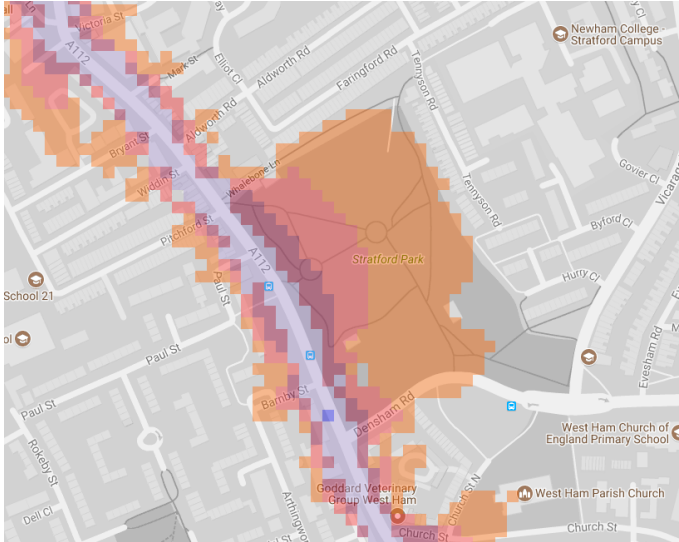 Victoria St
Way
Newham College -
Stratford Campus
A112
Mark St
Elliot Cl
Aldworth Rd
Faringford Rd
Tennyson Rd
Aldworth Rd
Bryant St
Govier Cl
Whalebone Ln
Widdin St
Tennyson Rd
Vicarage
Pitchford St
Byford Cl
A112
Stratford Park
Hurry Cl
School 21
Paul St
Paul St
Evesham Rd
Paul St
Barnby St
Densham Rd
West Ham Church of
England Primary School
Rokeby St
Goddard Veterinary
Group West Ham
Arthingwo
Church St N
West Ham Parish Church
Dell Cl
Church St
Church St